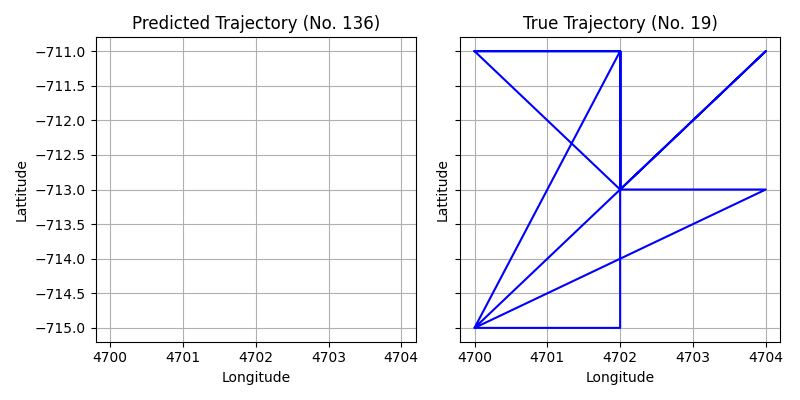 Predicted Trajectory (No. 136)
True Trajectory (No. 19)
−711.0
−711.5
−712.0
−712.5
−713.0
−713.5
−714.0
−714.5
−715.0
Lattitude
Lattitude
4700 4701 4702 4703 4704
4700 4701 4702 4703 4704
Longitude
Longitude